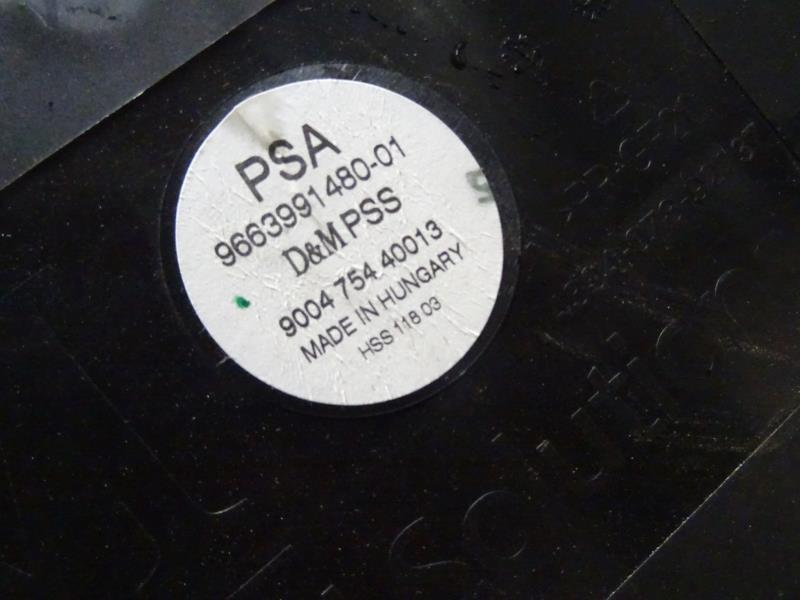 PSA
9663991480-01
D&M PSS
9004 754 40013
MADE IN HUNGARY
HSS 118 03